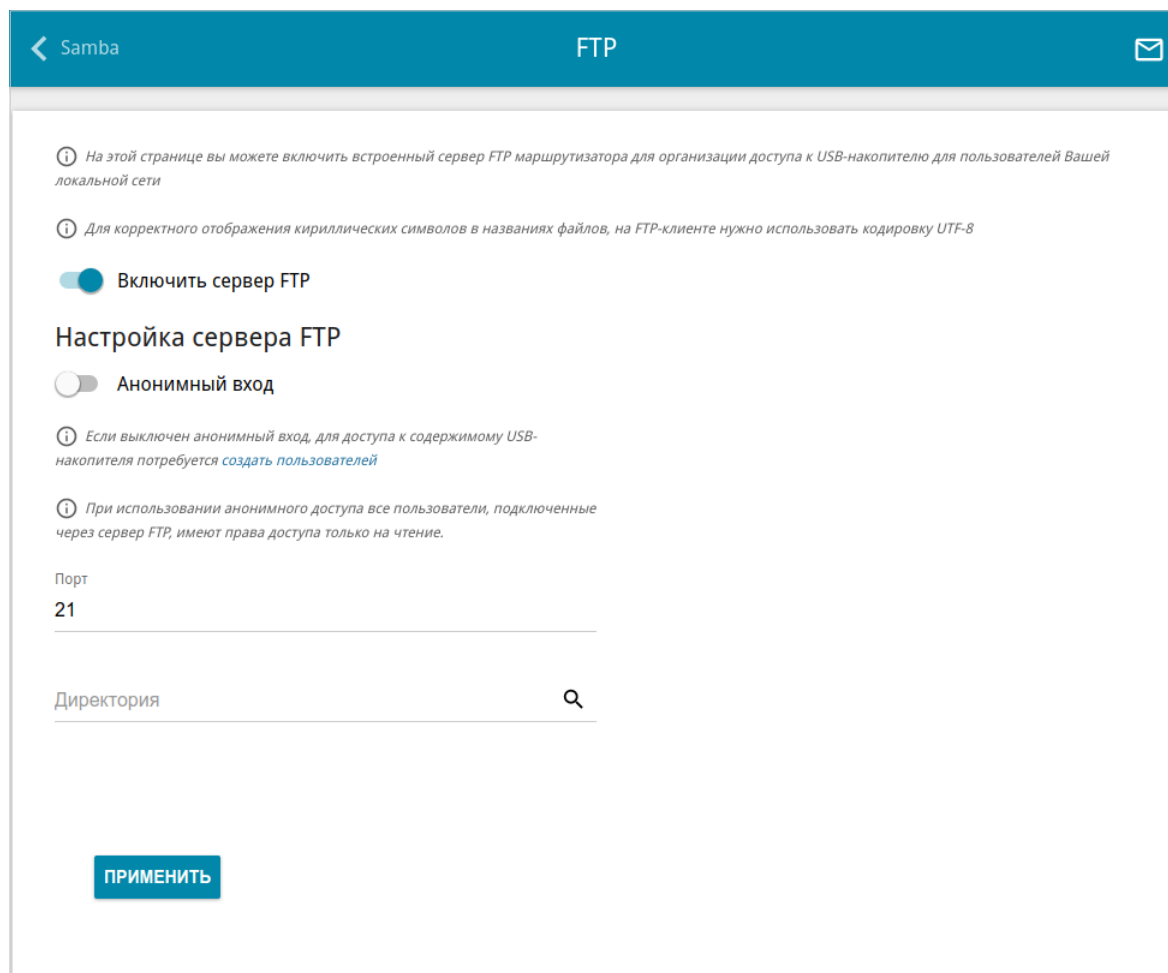 Samba
FTP
На этой странице вы можете включить встроенный сервер FTP маршрутизатора для организации доступа к USB-накопителю для пользователей Вашей
локальной сети
Для корректного отображения кириллических символов в названиях файлов, на FTP-клиенте нужно использовать кодировку UTF-8
Включить сервер FTP
Настройка сервера FTP
Анонимный вход
Если выключен анонимный вход, для доступа к содержимому USB-
накопителя потребуется создать пользователей
При использовании анонимного доступа все пользователи, подключенные
через сервер FTP, имеют права доступа только на чтение.
Порт
21
Директория
ПРИМЕНИТЬ